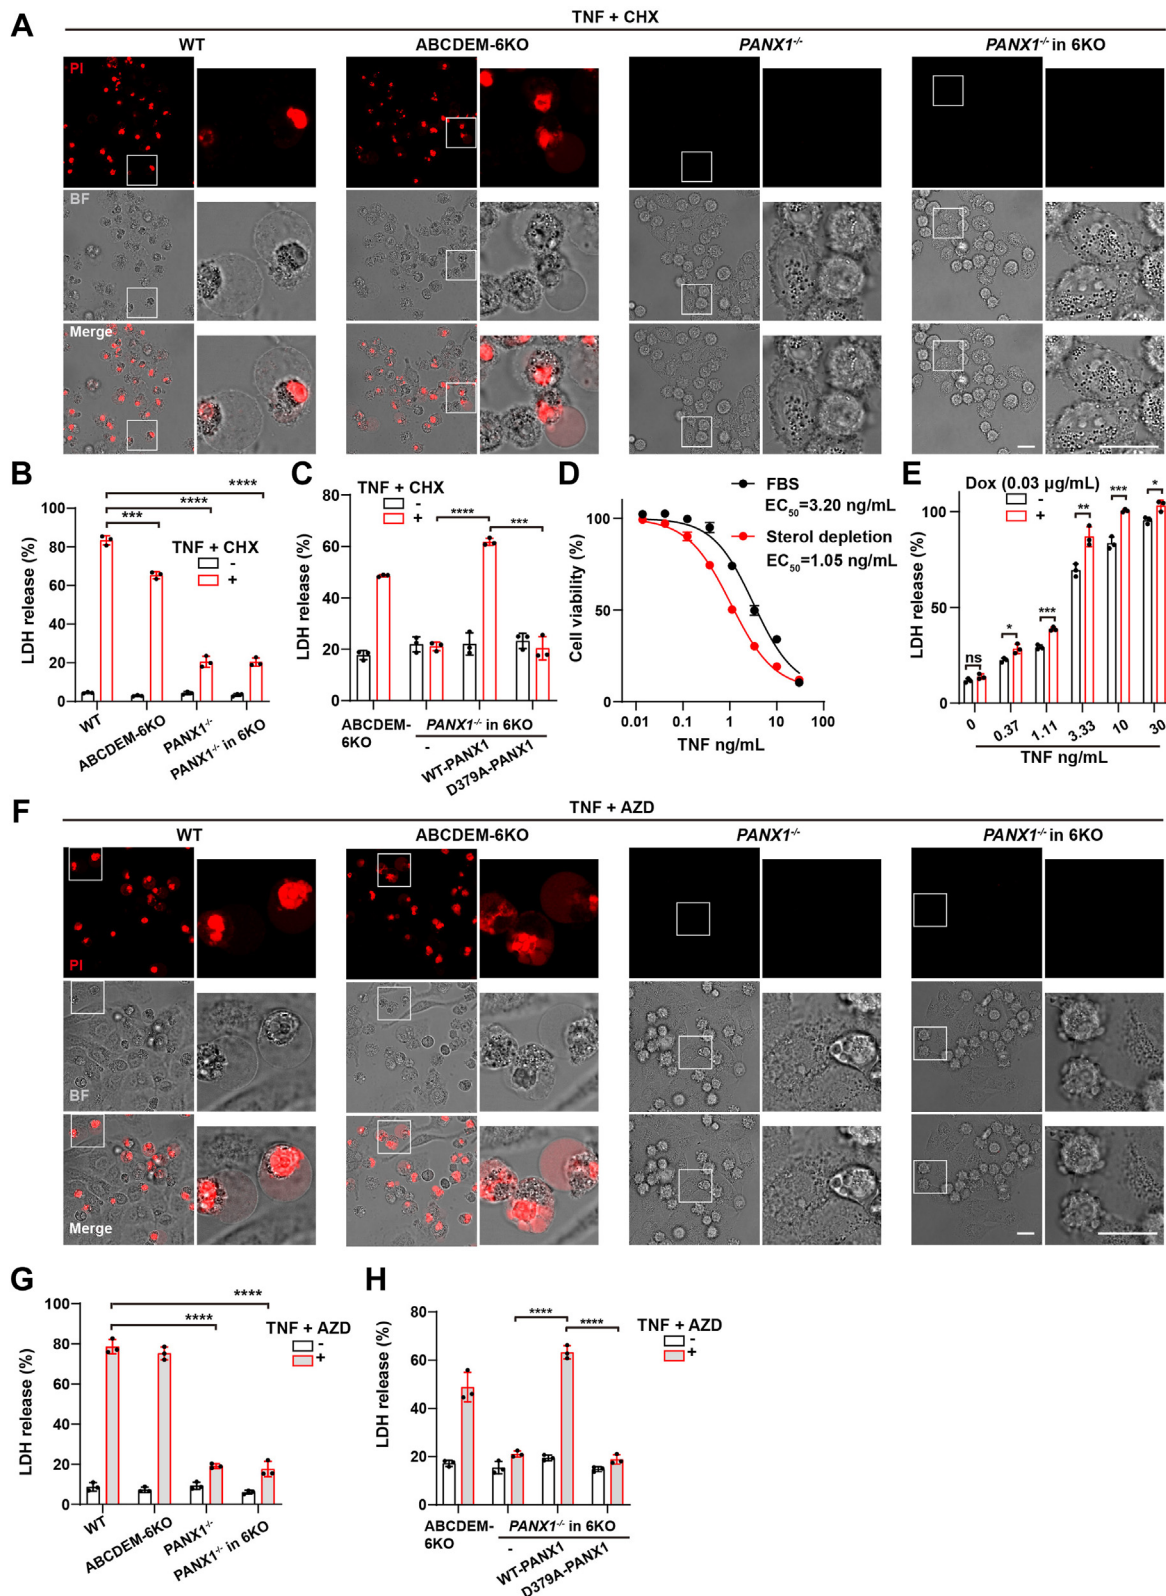 A
TNF + CHX
WT
ABCDEM-6KO
PANX1-/-
PANX1-/- in 6KO
PI
BF
Merge
B
LDH release (%)
100
80
60
40
20
0
****
****
***
TNF + CHX
-
+
WT
ABCDEM-6KO
PANX1-/-
PANX1-/- in 6KO
C
TNF + CHX
-
+
LDH release (%)
80
60
40
20
0
****
***
ABCDEM-
6KO
PANX1-/- in 6KO
-
WT-PANX1
D379A-PANX1
D
Cell viability (%)
100
50
0
FBS
EC50=3.20 ng/mL
Sterol depletion
EC50=1.05 ng/mL
0.01
0.1
1
10
100
TNF ng/mL
E
Dox (0.03 µg/mL)
-
+
LDH release (%)
100
50
0
ns
*
***
**
***
*
0
0.37
1.11
3.33
10
30
TNF ng/mL
F
TNF + AZD
WT
ABCDEM-6KO
PANX1-/-
PANX1-/- in 6KO
PI
BF
Merge
G
LDH release (%)
100
80
60
40
20
0
****
****
TNF + AZD
-
+
WT
ABCDEM-6KO
PANX1-/-
PANX1-/- in 6KO
H
LDH release (%)
80
60
40
20
0
****
****
TNF + AZD
-
+
ABCDEM-
6KO
PANX1-/- in 6KO
-
WT-PANX1
D379A-PANX1